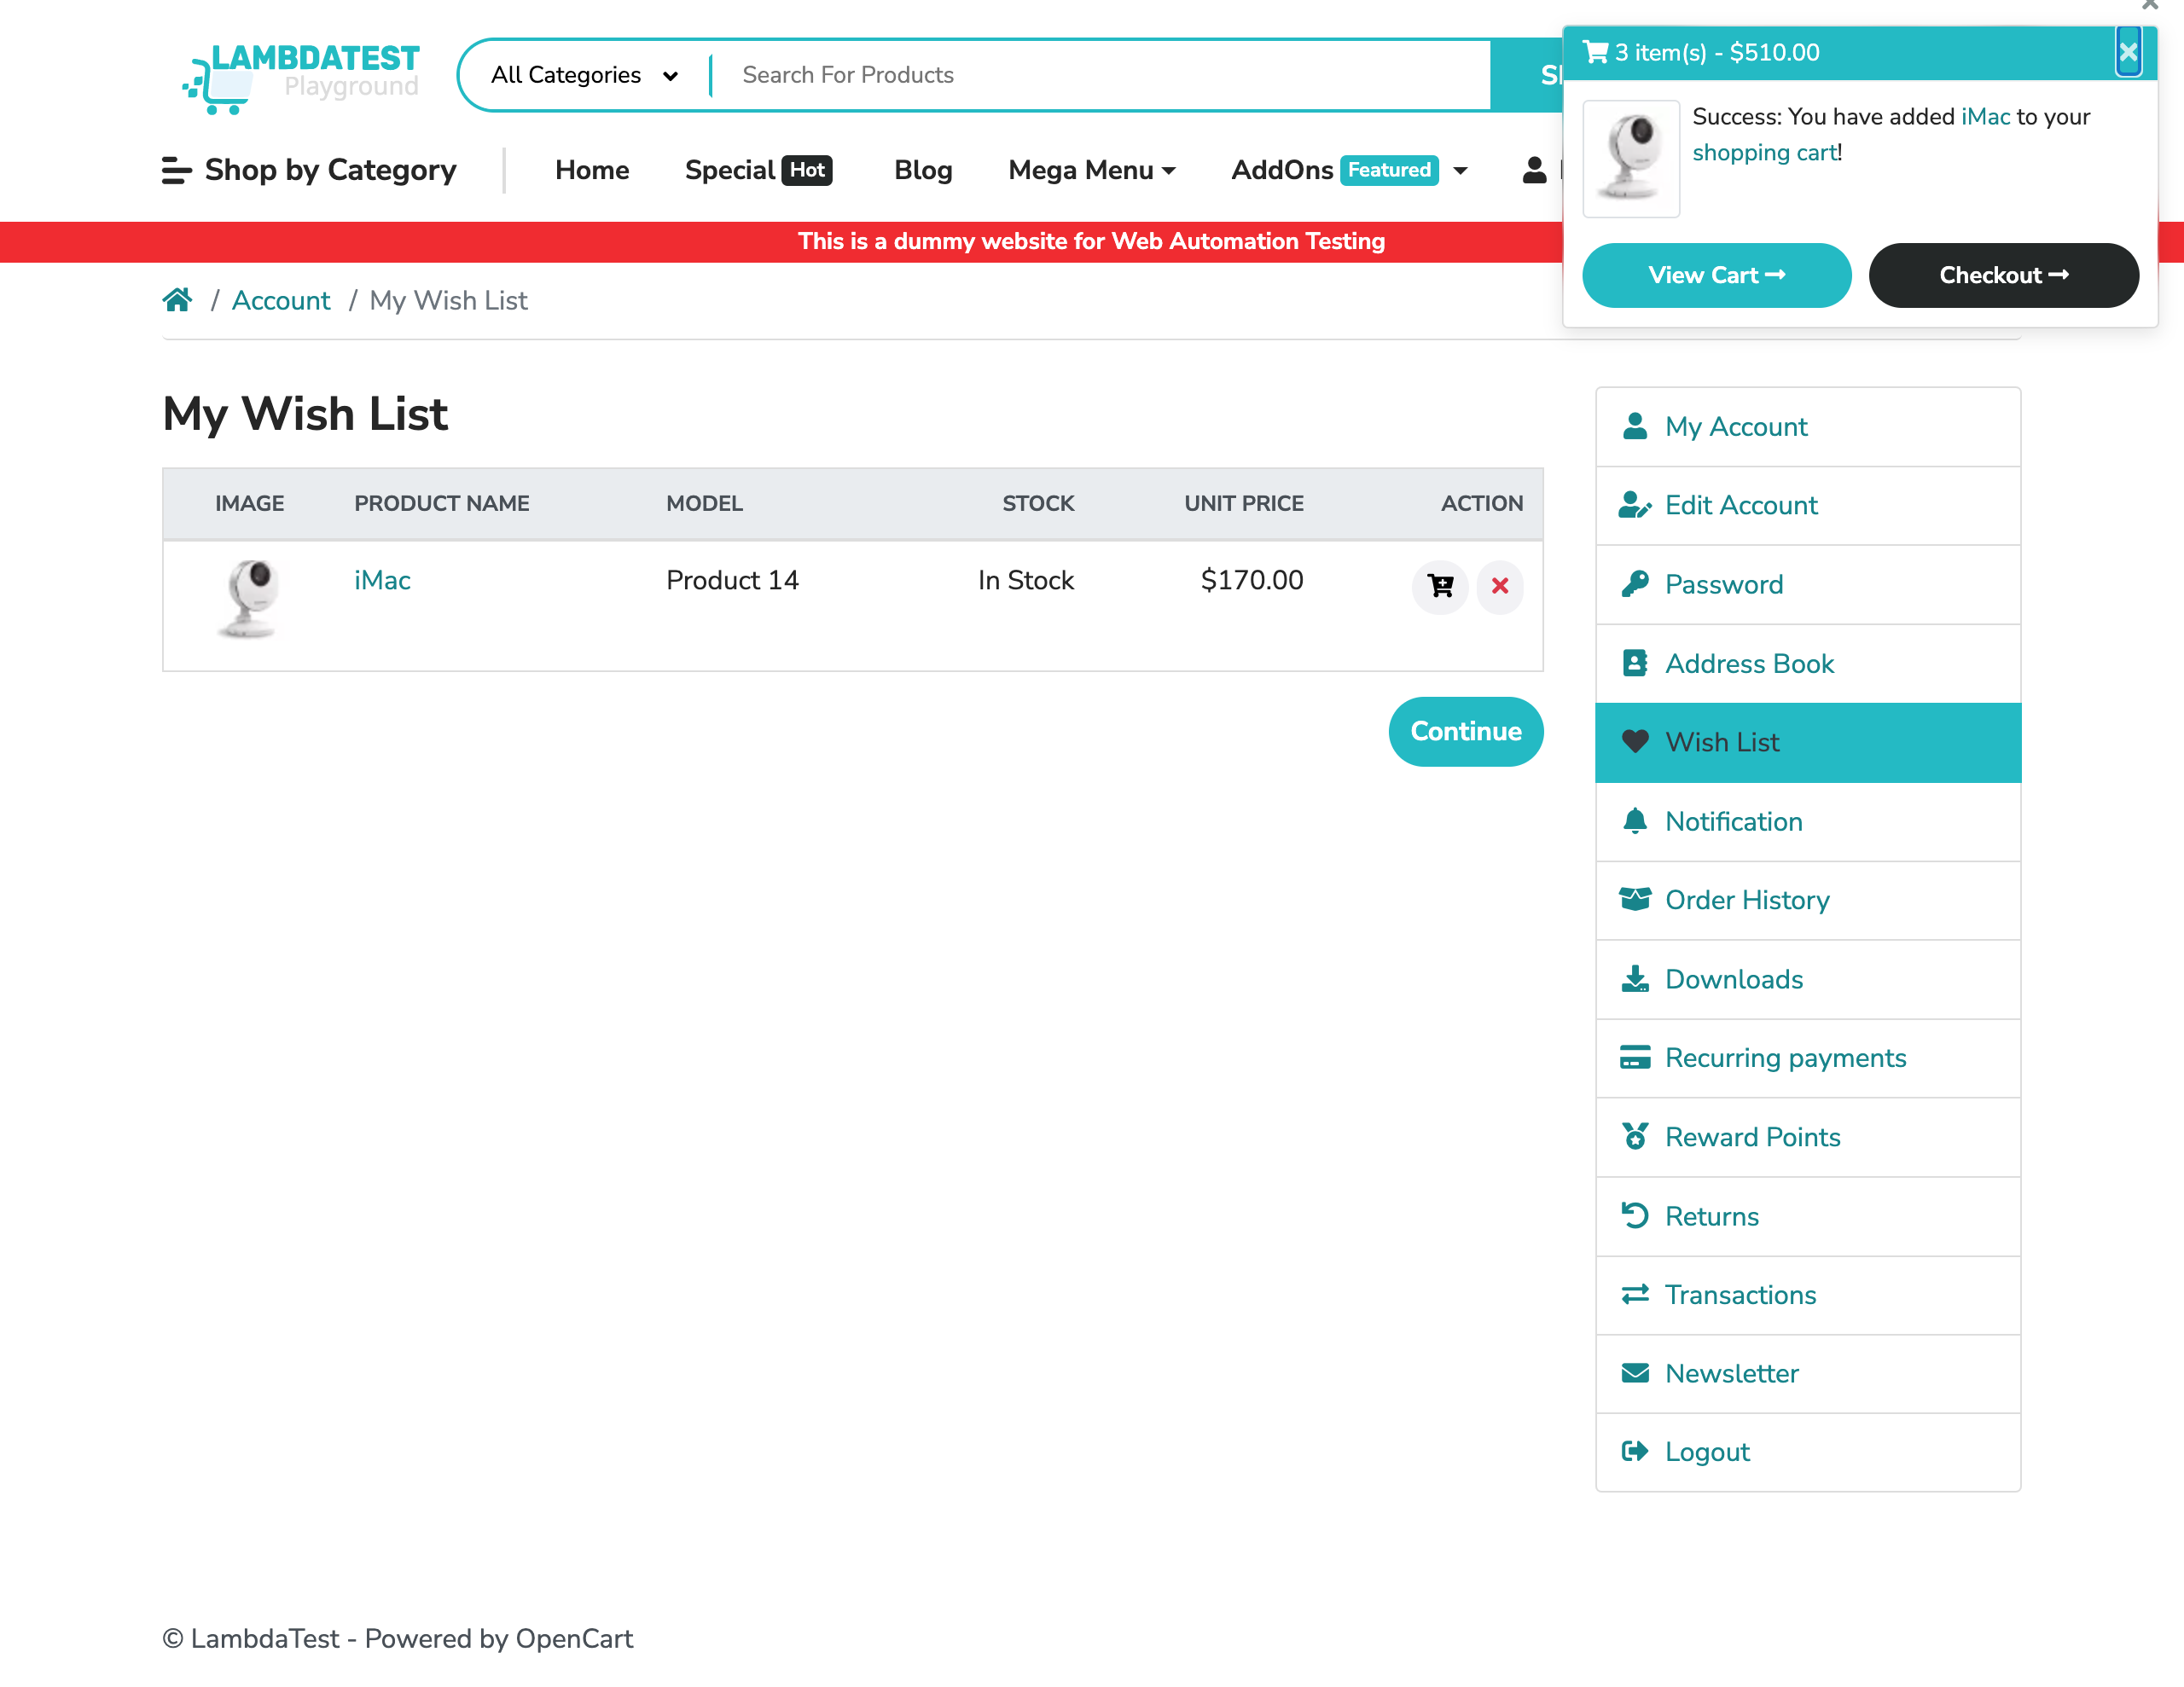 LAMBDATEST
Playground
All Categories
Search For Products
3 item(s) - $510.00
Success: You have added iMac to your
shopping cart!
View Cart
Checkout
Shop by Category
Home
Special Hot
Blog
Mega Menu
AddOns Featured
This is a dummy website for Web Automation Testing
/ Account / My Wish List
My Wish List
IMAGE PRODUCT NAME MODEL STOCK UNIT PRICE ACTION
iMac Product 14 In Stock $170.00
Continue
My Account
Edit Account
Password
Address Book
Wish List
Notification
Order History
Downloads
Recurring payments
Reward Points
Returns
Transactions
Newsletter
Logout
© LambdaTest - Powered by OpenCart